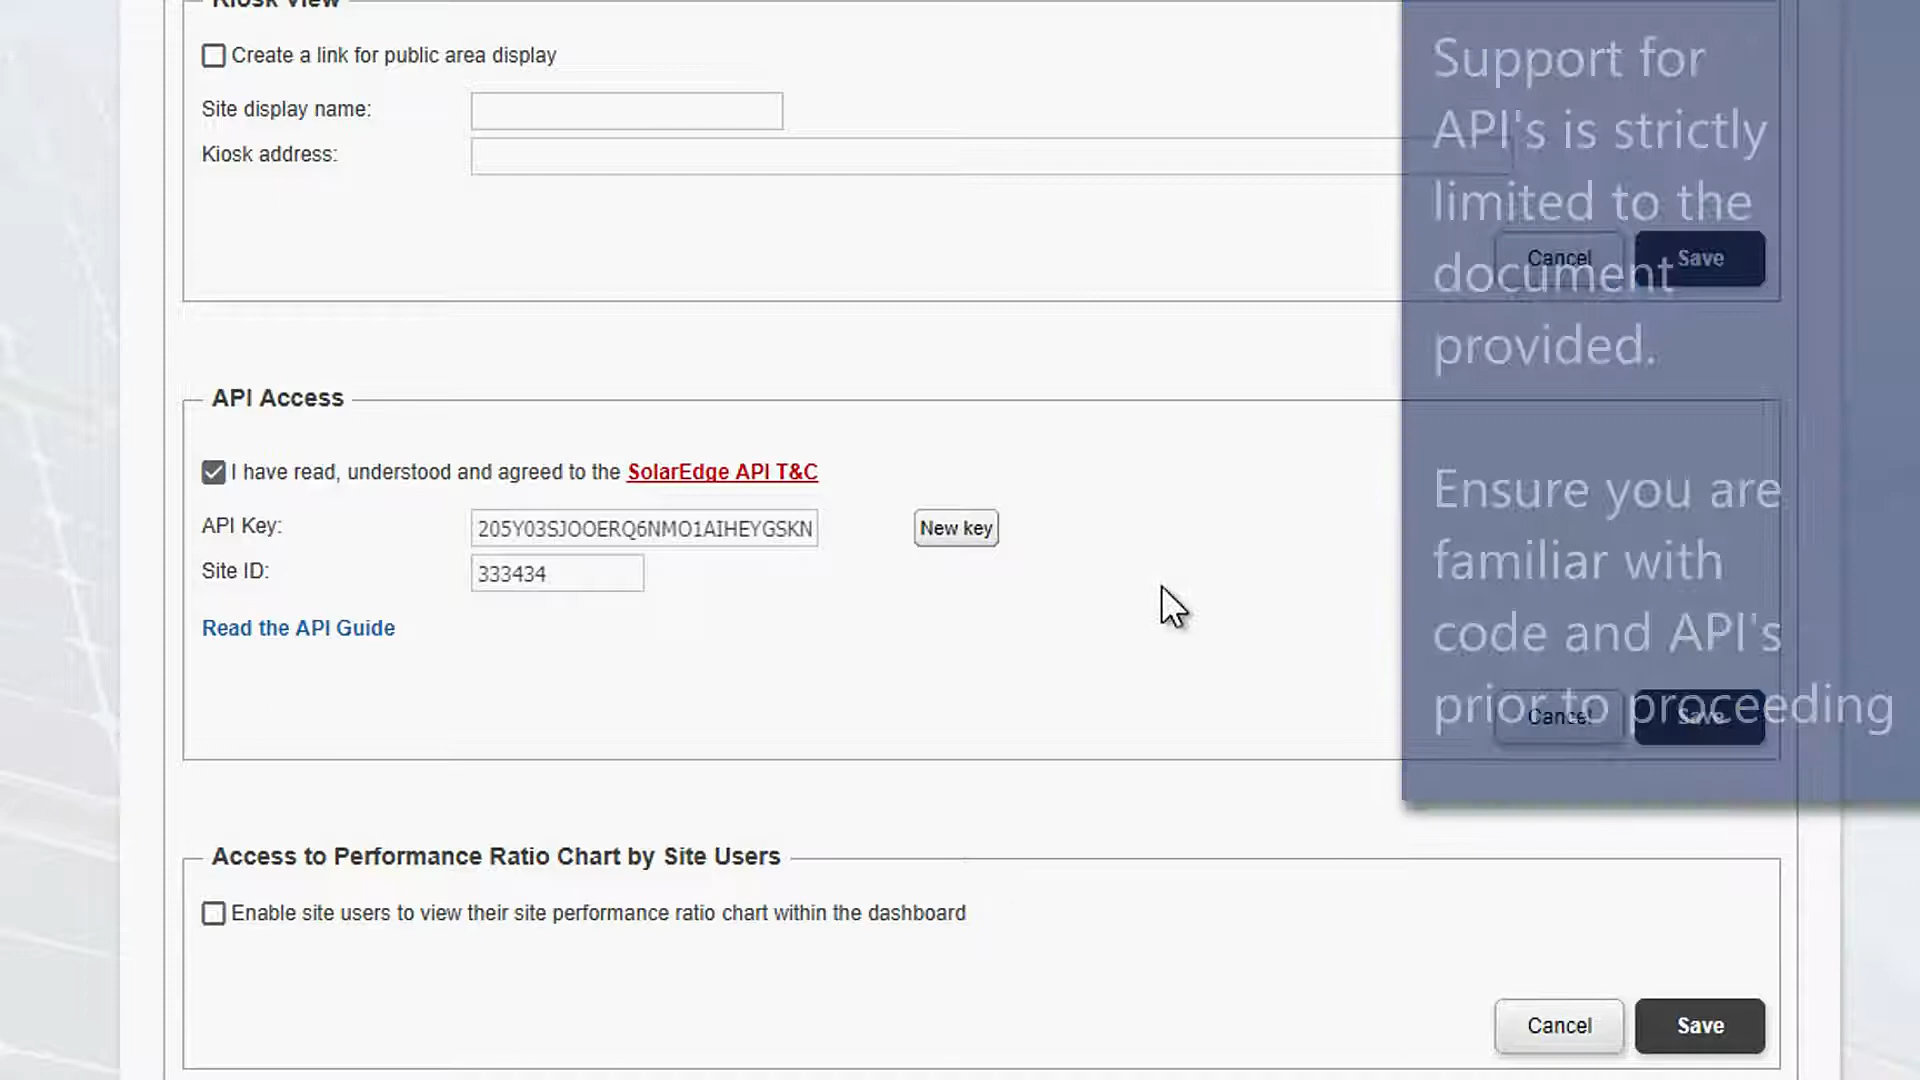 Kiosk View
Create a link for public area display
Site display name:
Kiosk address:
Cancel
Save
API Access
I have read, understood and agreed to the SolarEdge API T&C
API Key: 205Y03SJOOERQ6NMO1AIHEYGSKN New key
Site ID: 333434
Read the API Guide
Cancel
Save
Access to Performance Ratio Chart by Site Users
Enable site users to view their site performance ratio chart within the dashboard
Cancel
Save
Support for
API's is strictly
limited to the
document
provided.
Ensure you are
familiar with
code and API's
prior to proceeding